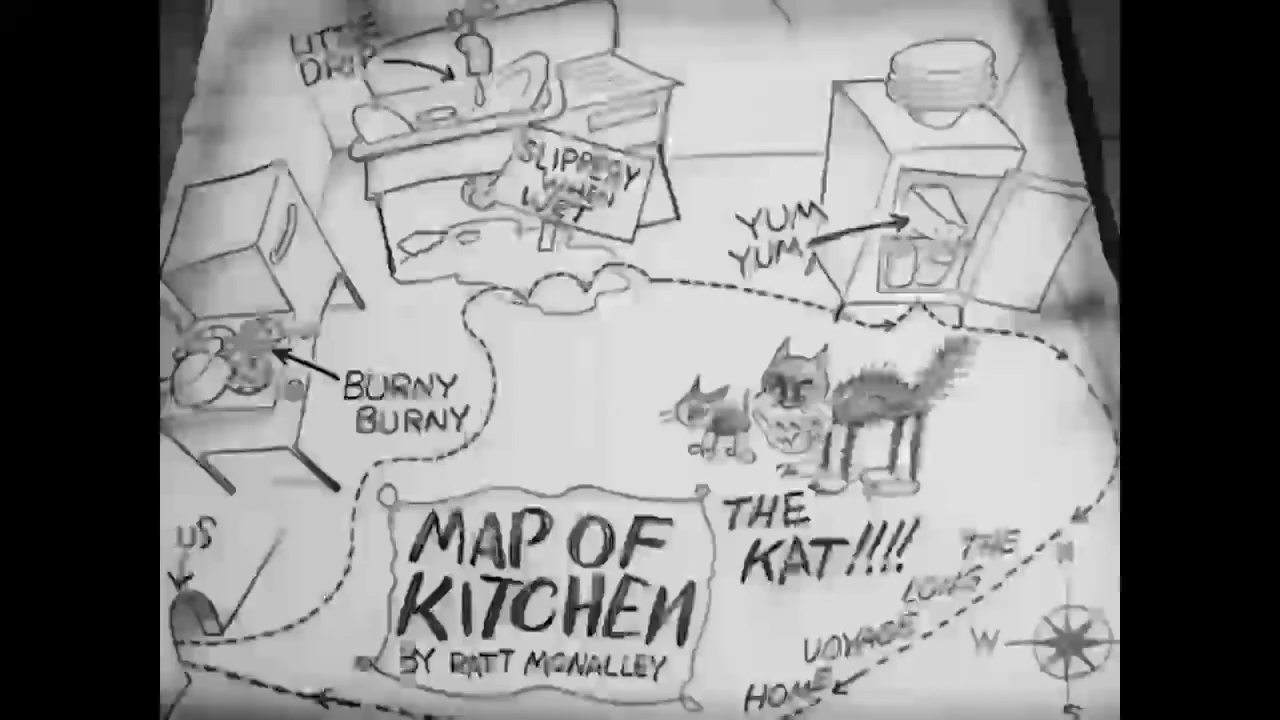 LITTLE
DRIP
SLIPPERY
WHEN
WET
YUM
YUM
BURNY
BURNY
US
MAP OF
KITCHEN
BY RATT MCNALLEY
THE
KAT!!!!
THE
LONG
VOYAGE
HOME
N
W
S